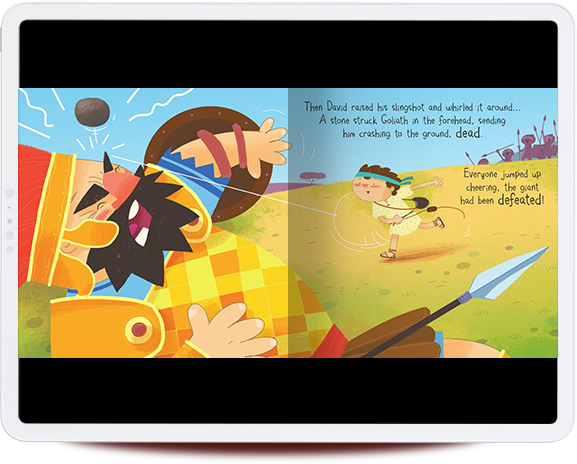 Then David raised his slingshot and whirled it around...
A stone struck Goliath in the forehead, sending
him crashing to the ground, dead.
Everyone jumped up
cheering, the giant
had been defeated!